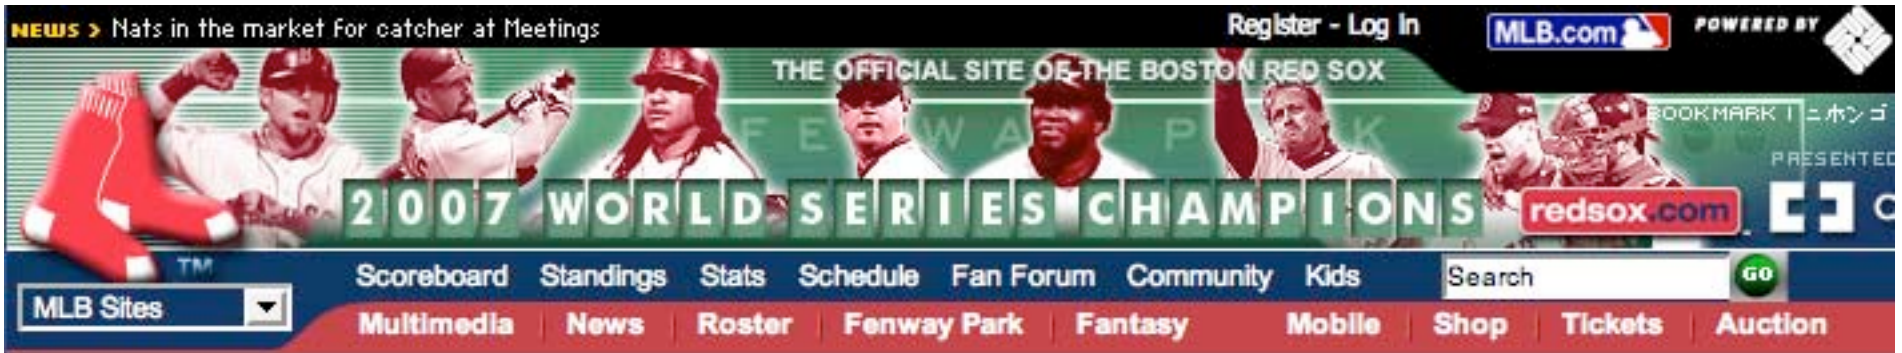 NEWS > Nats in the market for catcher at Meetings
Register - Log In
MLB.com
POWERED BY
THE OFFICIAL SITE OF THE BOSTON RED SOX
BOOKMARK | ニホンゴ
FENWAY PARK
PRESENTED
2007 WORLD SERIES CHAMPIONS
redsox.com
TM
Scoreboard Standings Stats Schedule Fan Forum Community Kids
Search GO
MLB Sites
Multimedia | News | Roster | Fenway Park | Fantasy Mobile | Shop | Tickets | Auction